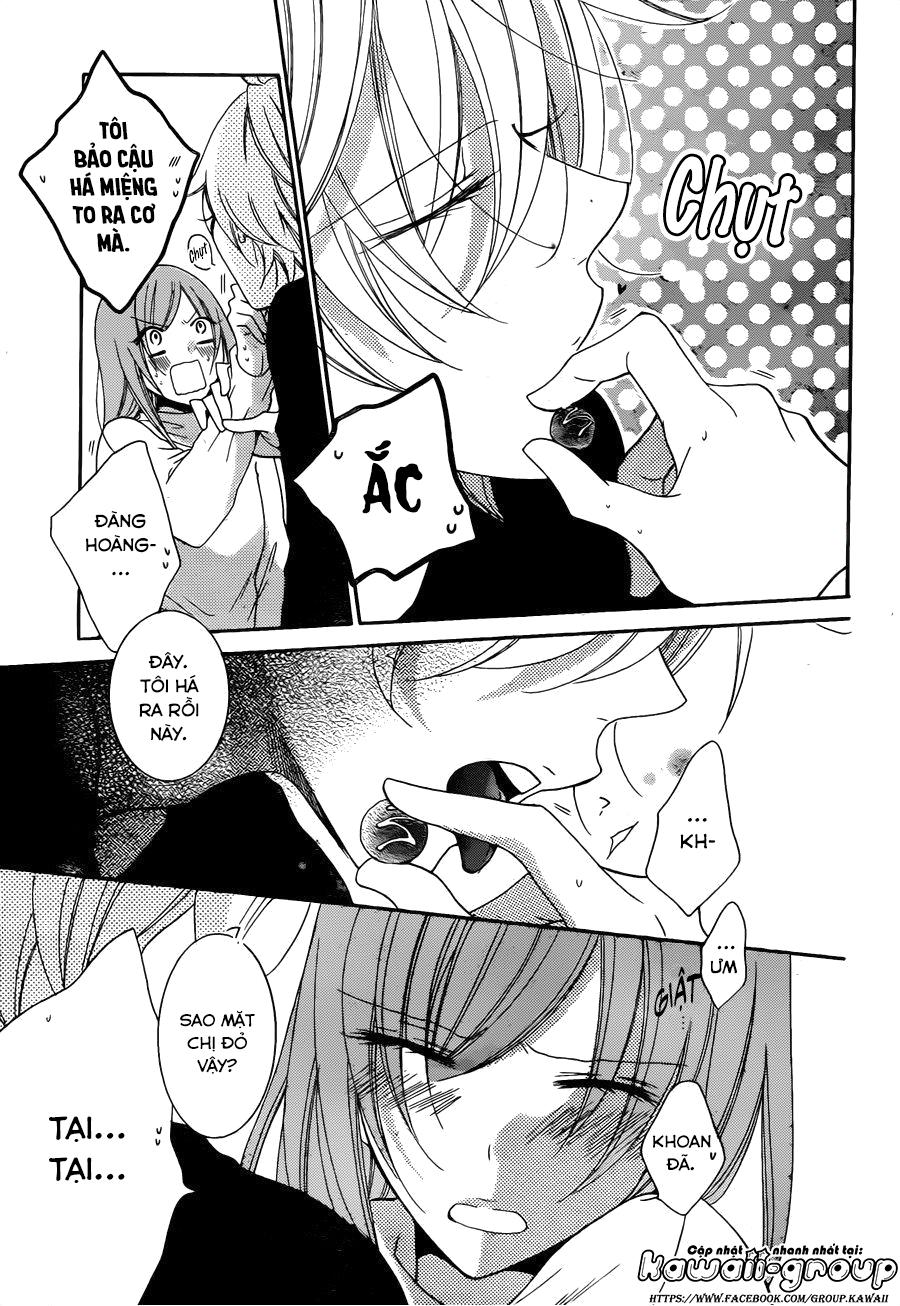 Chụt
ẮC
TÔI
BẢO CẬU
HÁ MIỆNG
TO RA CƠ
MÀ.
Chụt
ĐÀNG
HOÀNG-
...
ĐÂY.
TÔI HÁ
RA RỒI
NÀY.
...
KH-
...
ƯM
GIẬT
SAO MẶT
CHỊ ĐỎ
VẬY?
KHOAN
ĐÃ.
TẠI...
TẠI...
Cập nhật nhanh nhất tại:
kawaii-group
HTTPS://WWW.FACEBOOK.COM/GROUP.KAWAII